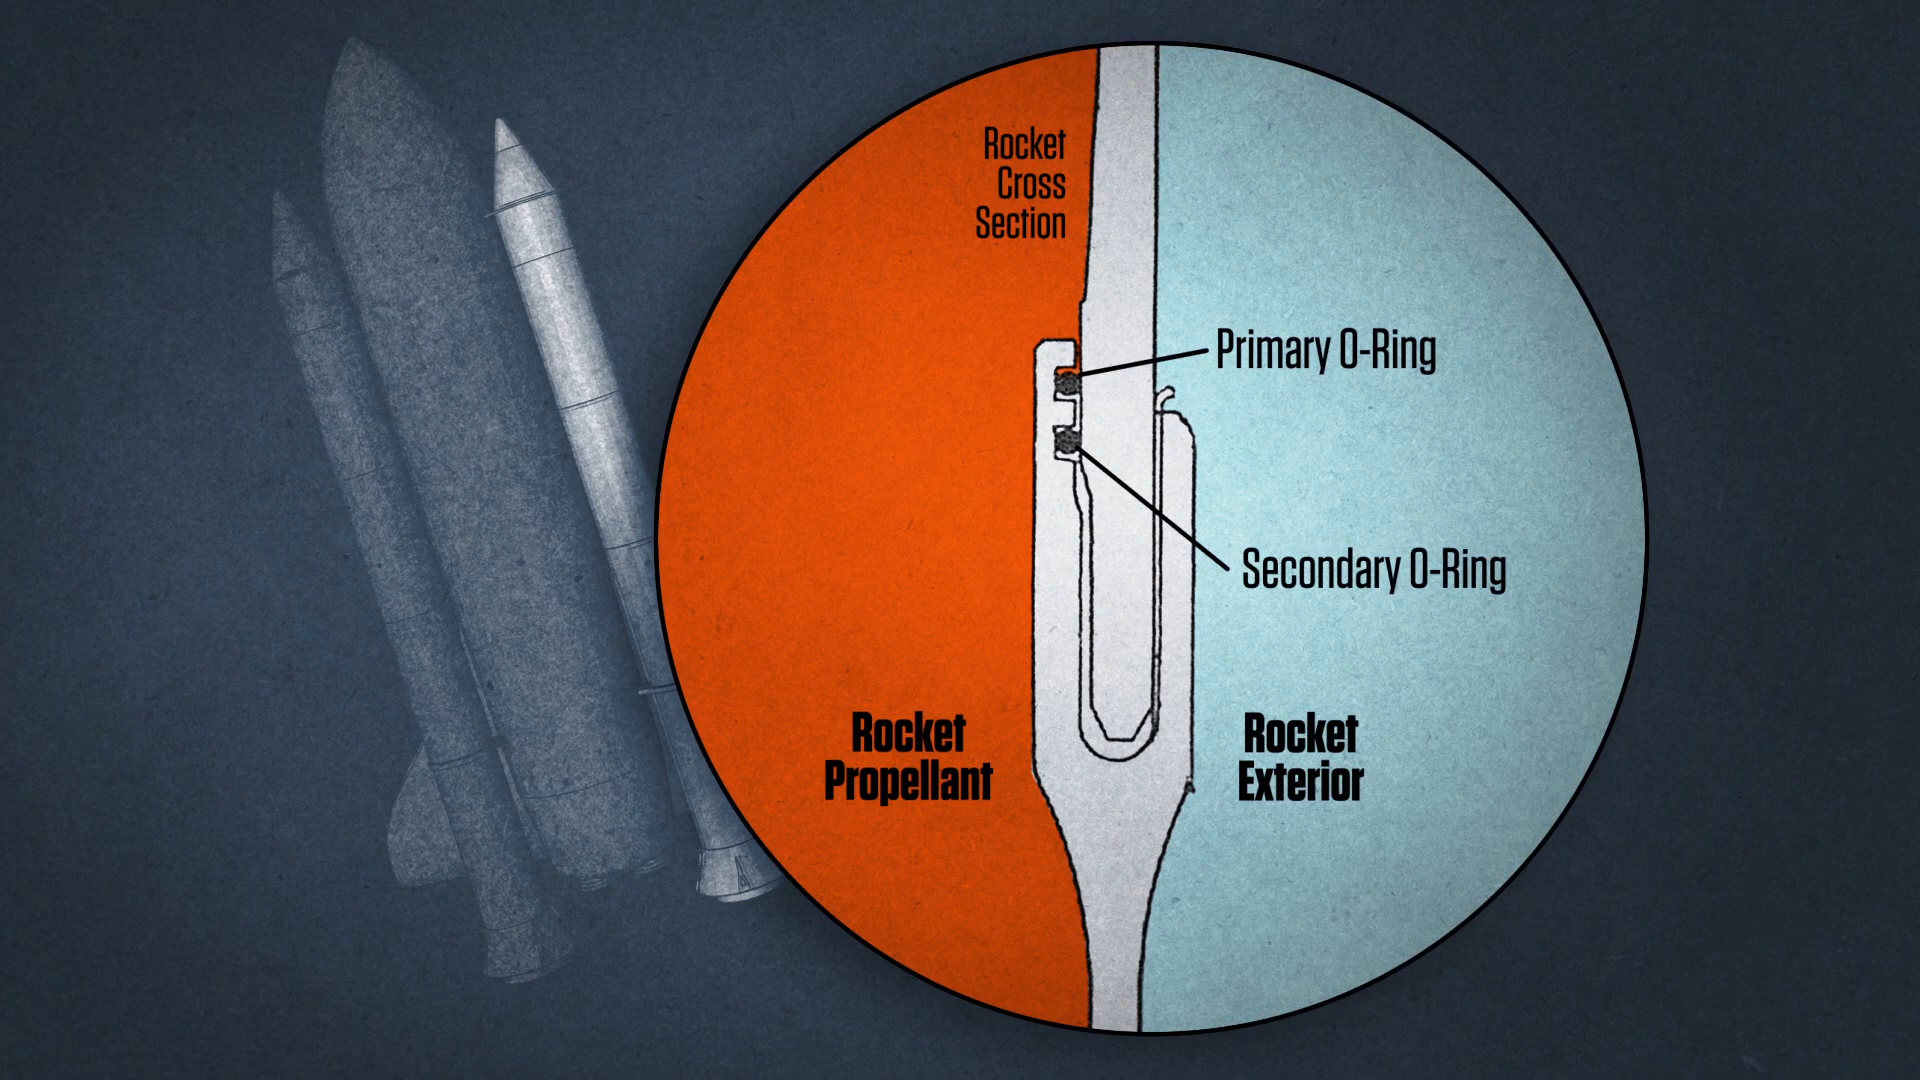 Rocket
Cross
Section
Primary O-Ring
Secondary O-Ring
Rocket
Propellant
Rocket
Exterior